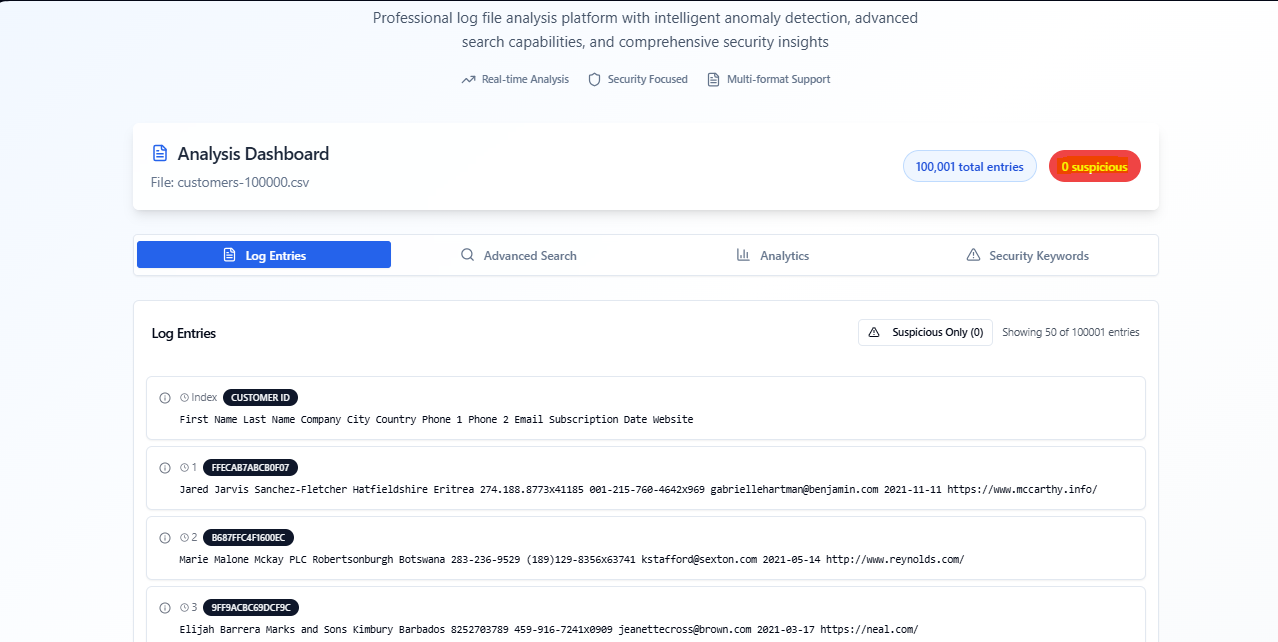 Professional log file analysis platform with intelligent anomaly detection, advanced
search capabilities, and comprehensive security insights
Real-time Analysis Security Focused Multi-format Support
Analysis Dashboard
File: customers-100000.csv
100,001 total entries 0 suspicious
Log Entries Advanced Search Analytics Security Keywords
Log Entries
Suspicious Only (0) Showing 50 of 100001 entries
Index CUSTOMER ID
First Name Last Name Company City Country Phone 1 Phone 2 Email Subscription Date Website
1 FFECAB7ABCB0F07
Jared Jarvis Sanchez-Fletcher Hatfieldshire Eritrea 274.188.8773x41185 001-215-760-4642x969 gabriellehartman@benjamin.com 2021-11-11 https://www.mccarthy.info/
2 B687FFC4F1600EC
Marie Malone Mckay PLC Robertsonburgh Botswana 283-236-9529 (189)129-8356x63741 kstafford@sexton.com 2021-05-14 http://www.reynolds.com/
3 9FF9ACBC69DCF9C
Elijah Barrera Marks and Sons Kimbury Barbados 8252703789 459-916-7241x0909 jeanettecross@brown.com 2021-03-17 https://neal.com/